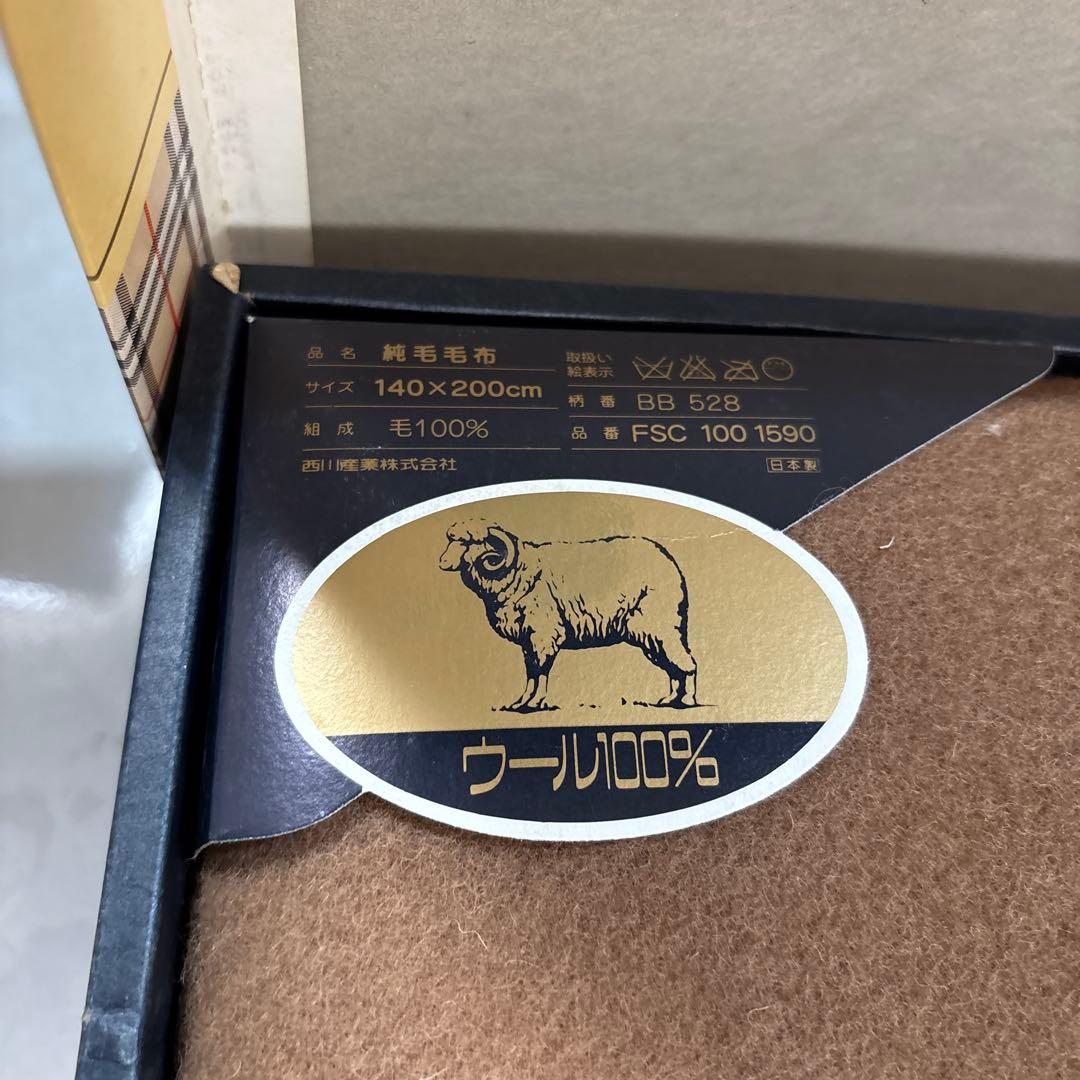 品名 純毛毛布
サイズ 140×200cm
組成 毛100%
西川産業株式会社
取扱い
絵表示
柄番 BB 528
品番 FSC 100 1590
日本製
ウール100%